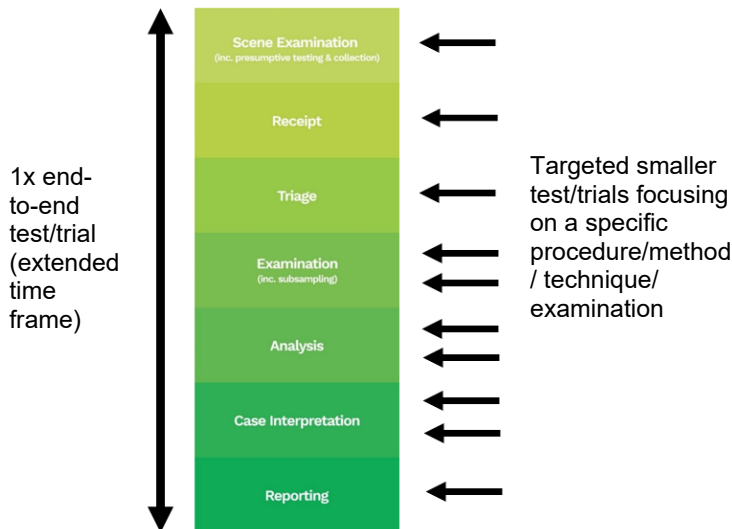 Scene Examination
(inc. presumptive testing & collection)
Receipt
Triage
Examination
(inc. subsampling)
Analysis
Case Interpretation
Reporting
1x end-
to-end
test/trial
(extended
time
frame)
Targeted smaller
test/trials focusing
on a specific
procedure/method
/ technique/
examination